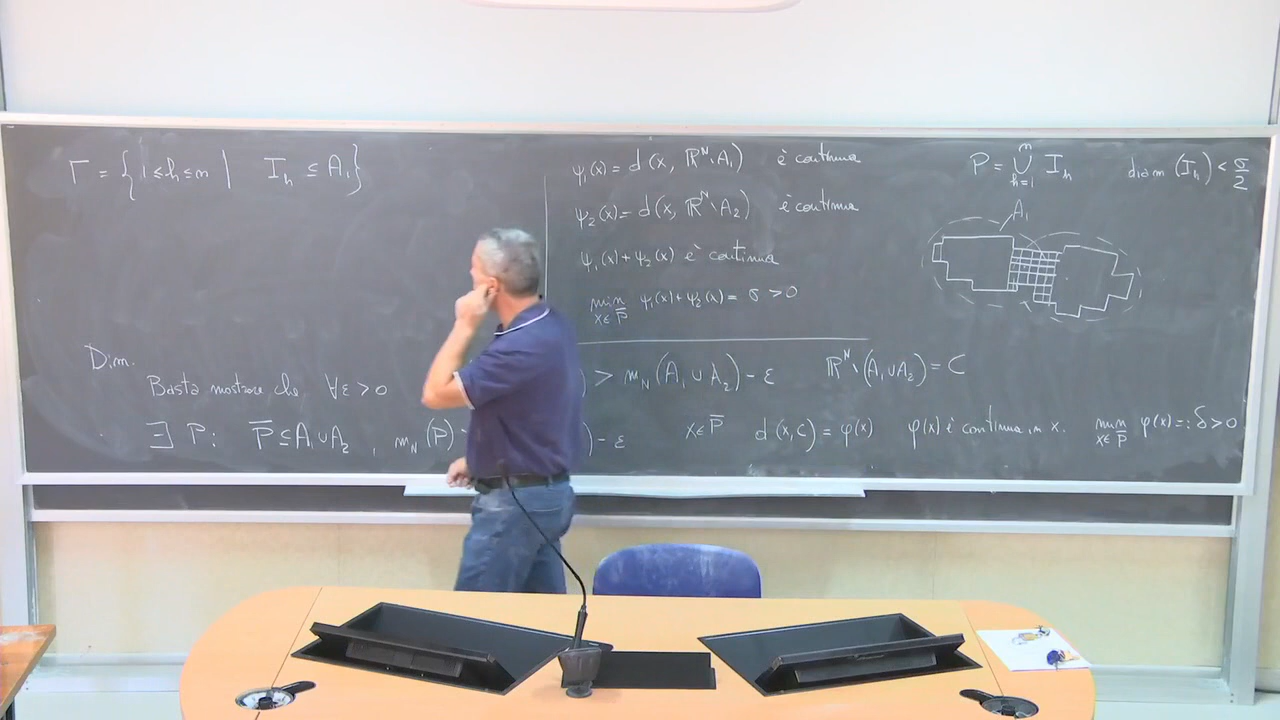 Γ = { 1≤h≤m | I_h ⊆ A_1 }
Dim.
Basta mostrare che ∀ε > 0
∃ P: P̅ ⊆ A_1 ∪ A_2 , m_N (P)
) > m_N (A_1 ∪ A_2) - ε
) - ε
ψ_1(x) = d(x, ℝ^N \ A_1) è continua
ψ_2(x) = d(x, ℝ^N \ A_2) è continua
ψ_1(x) + ψ_2(x) è continua
min_{x∈P̅} ψ_1(x) + ψ_2(x) = σ > 0
P = ⋃_{h=1}^{m} I_h diam (I_h) < σ/2
A_1
ℝ^N \ (A_1 ∪ A_2) = C
x∈P̅ d(x,C) = φ(x) φ(x) è continua in x. min_{x∈P̅} φ(x) =: δ > 0